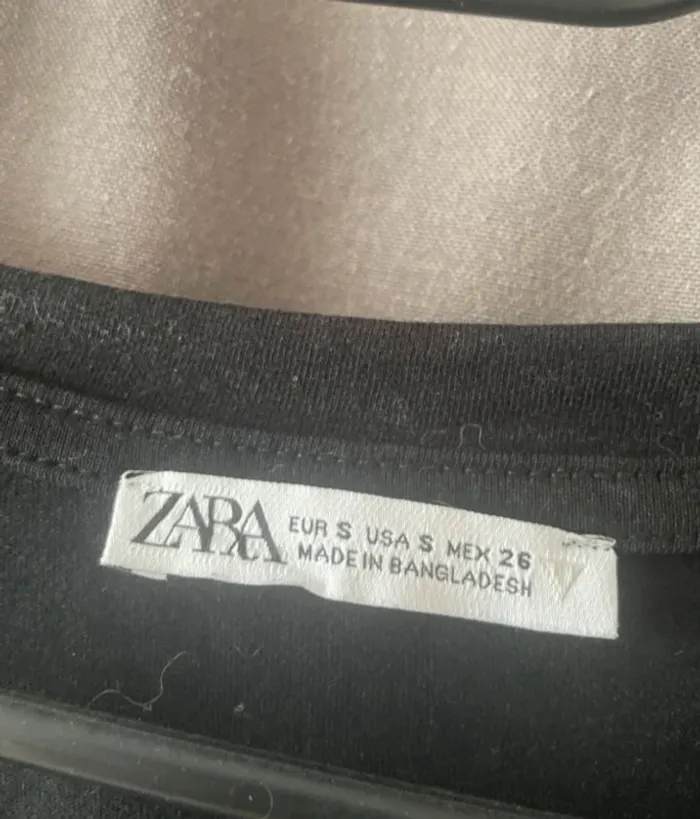 ZARA
EUR S USA S MEX 26
MADE IN BANGLADESH